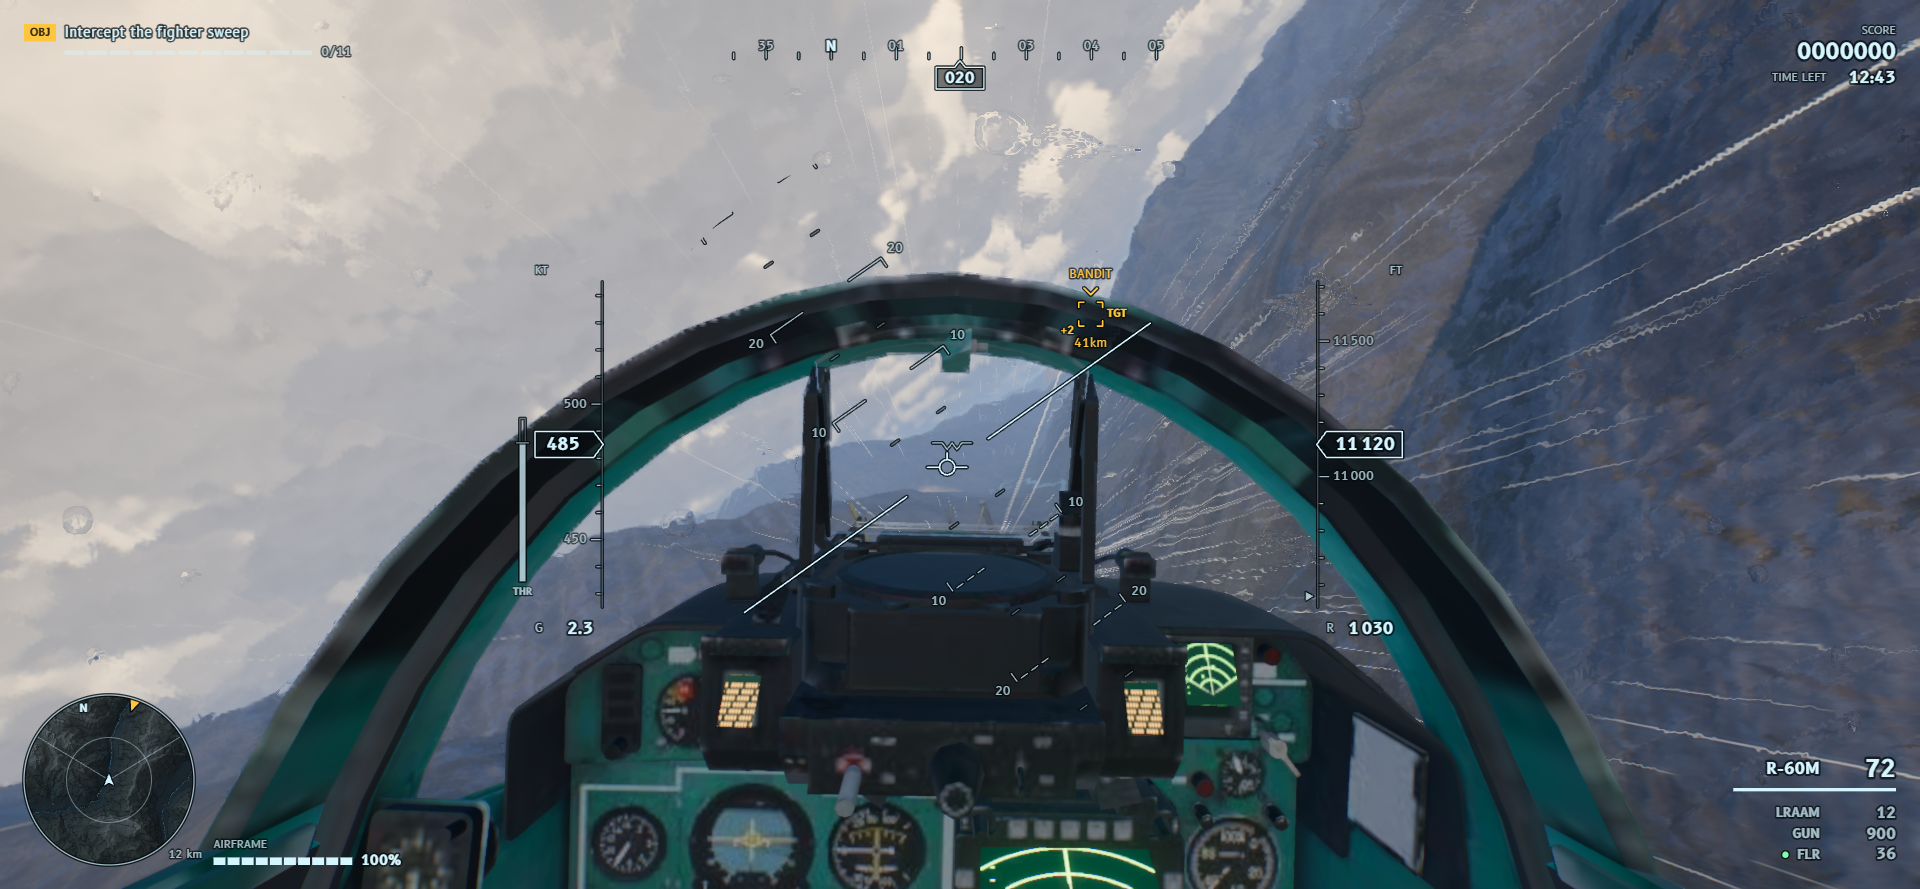 OBJ Intercept the fighter sweep
0/11
35 N 01 03 04 05
020
SCORE
0000000
TIME LEFT 12:43
KT
FT
20
BANDIT
TGT
+2
41km
20
10
11 500
500
10
485
11 120
11 000
10
450
THR
10
20
G 2.3
R 1 030
20
N
12 km
AIRFRAME
100%
R-60M 72
LRAAM 12
GUN 900
FLR 36